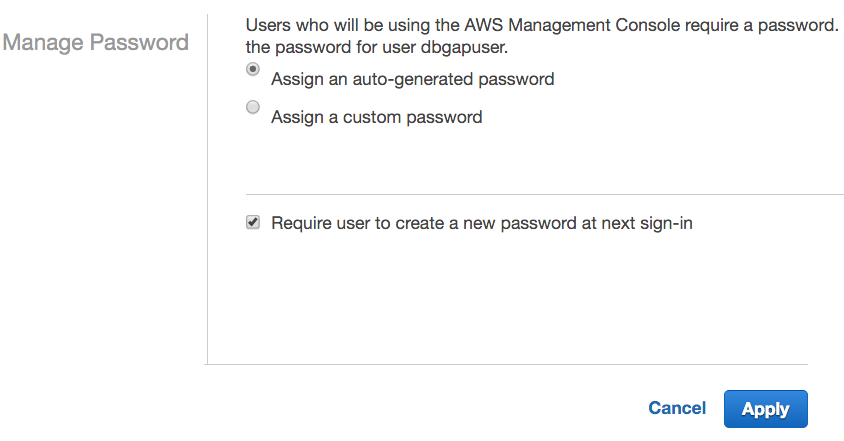 Manage Password
Users who will be using the AWS Management Console require a password.
the password for user dbgapuser.
Assign an auto-generated password
Assign a custom password
Require user to create a new password at next sign-in
Cancel
Apply